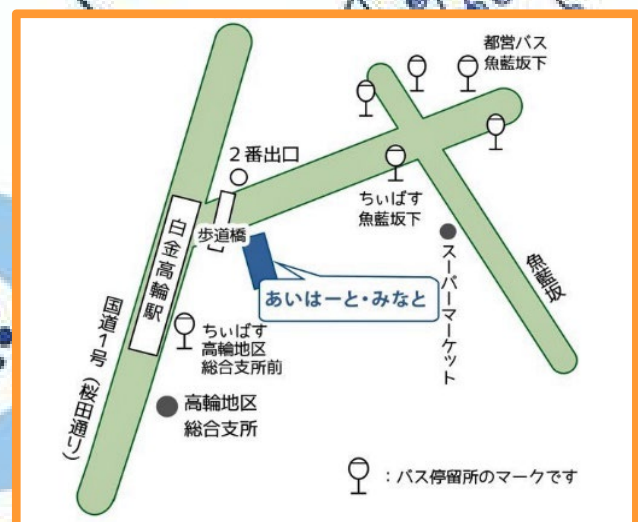 都営バス
魚藍坂下
2番出口
ちぃばす
魚藍坂下
歩道橋
白金高輪駅
あいはーと・みなと
スーパーマーケット
魚藍坂
国道1号（桜田通り）
ちぃばす
高輪地区
総合支所前
高輪地区
総合支所
：バス停留所のマークです